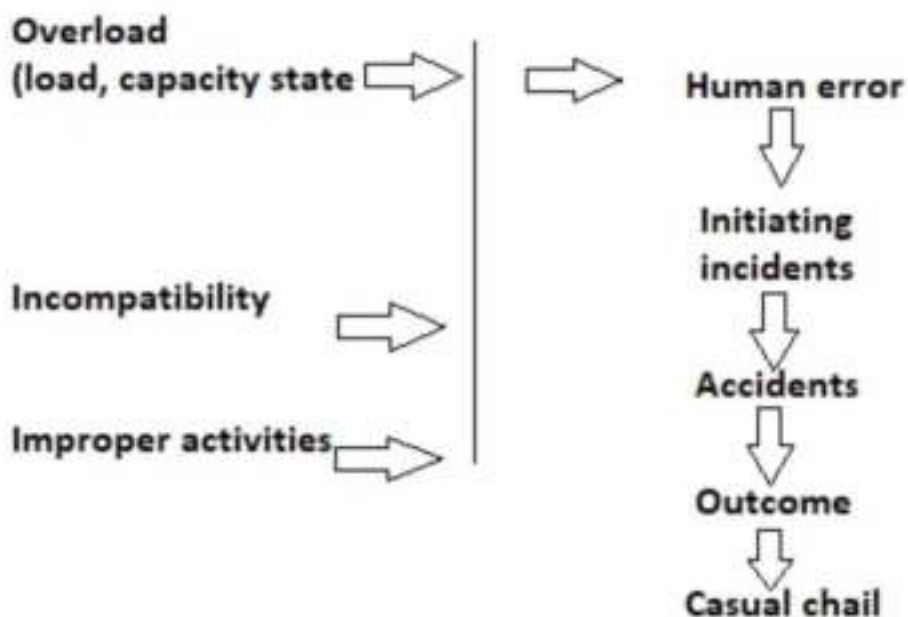 Overload
(load, capacity state
Human error
Initiating
incidents
Incompatibility
Accidents
Improper activities
Outcome
Casual chail